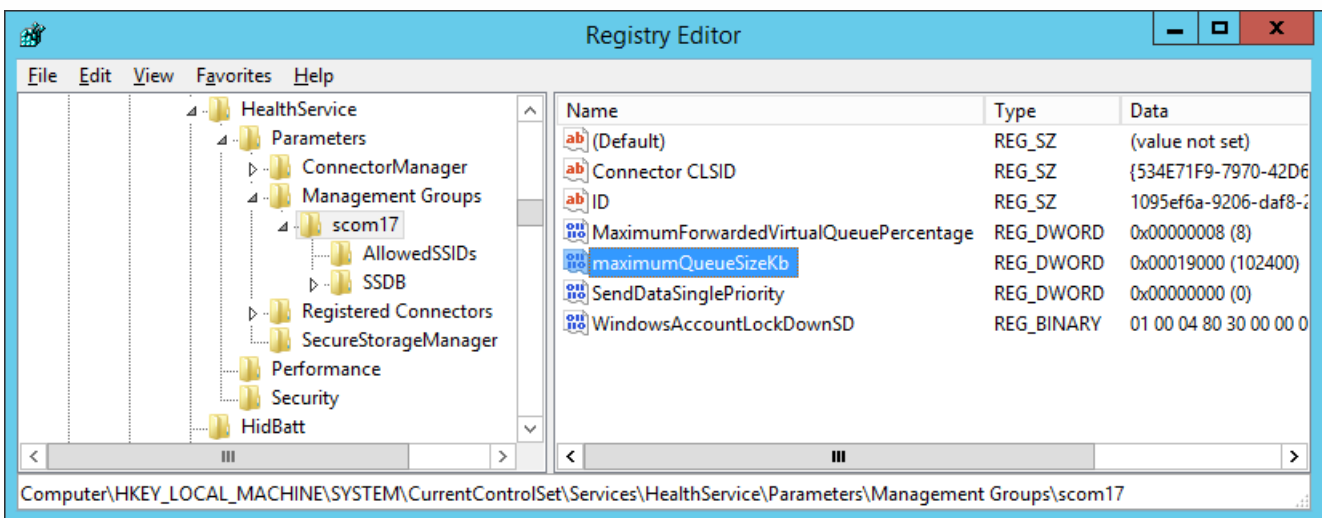 Registry Editor
File Edit View Favorites Help
HealthService
Parameters
ConnectorManager
Management Groups
scom17
AllowedSSIDs
SSDB
Registered Connectors
SecureStorageManager
Performance
Security
HidBatt
Name Type Data
(Default) REG_SZ (value not set)
Connector CLSID REG_SZ {534E71F9-7970-42D6
ID REG_SZ 1095ef6a-9206-daf8-2
MaximumForwardedVirtualQueuePercentage REG_DWORD 0x00000008 (8)
maximumQueueSizeKb REG_DWORD 0x00019000 (102400)
SendDataSinglePriority REG_DWORD 0x00000000 (0)
WindowsAccountLockDownSD REG_BINARY 01 00 04 80 30 00 00 0
Computer\HKEY_LOCAL_MACHINE\SYSTEM\CurrentControlSet\Services\HealthService\Parameters\Management Groups\scom17